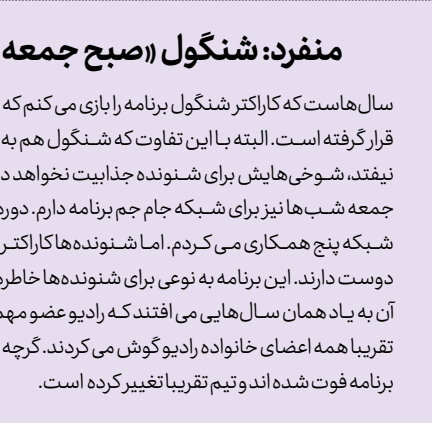 منفرد: شنگول «صبح جمعه
سال‌هاست که کاراکتر شنگول برنامه را بازی می کنم که
قرار گرفته است. البته با این تفاوت که شنگول هم به
نیفتد، شوخی‌هایش برای شنونده جذابیت نخواهد د
جمعه شب‌ها نیز برای شبکه جام جم برنامه دارم. دورد
شبکه پنج همکاری می کردم. اما شنونده‌ها کاراکتر
دوست دارند. این برنامه به نوعی برای شنونده‌ها خاطره
آن به یاد همان سال‌هایی می افتند که رادیو عضو مهم
تقریبا همه اعضای خانواده رادیو گوش می کردند. گرچه
برنامه فوت شده اند و تیم تقریبا تغییر کرده است.